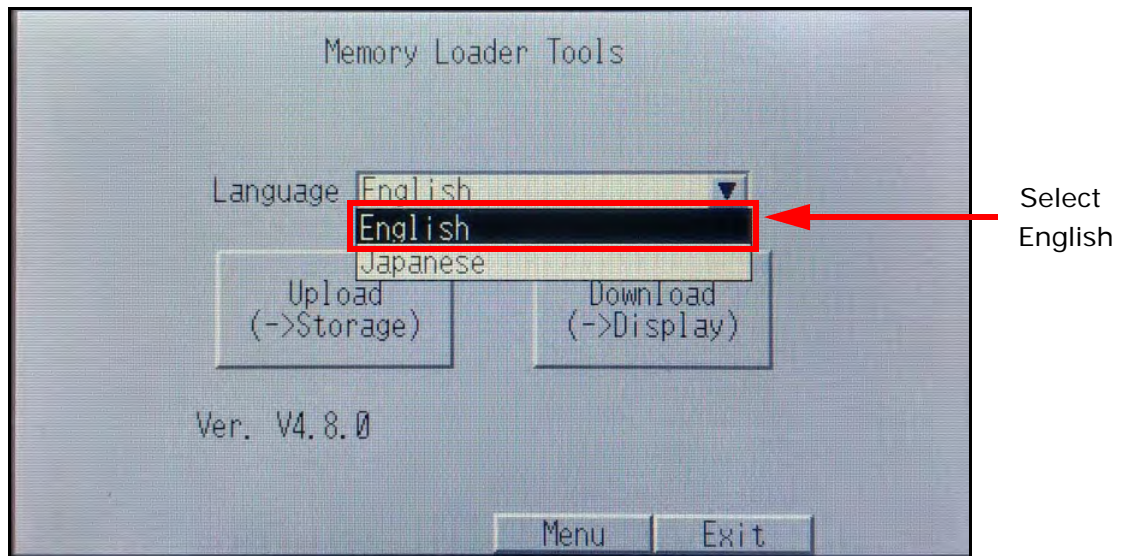 Memory Loader Tools
Language English
English
Japanese
Select
English
Upload
(->Storage)
Download
(->Display)
Ver. V4.8.0
Menu
Exit